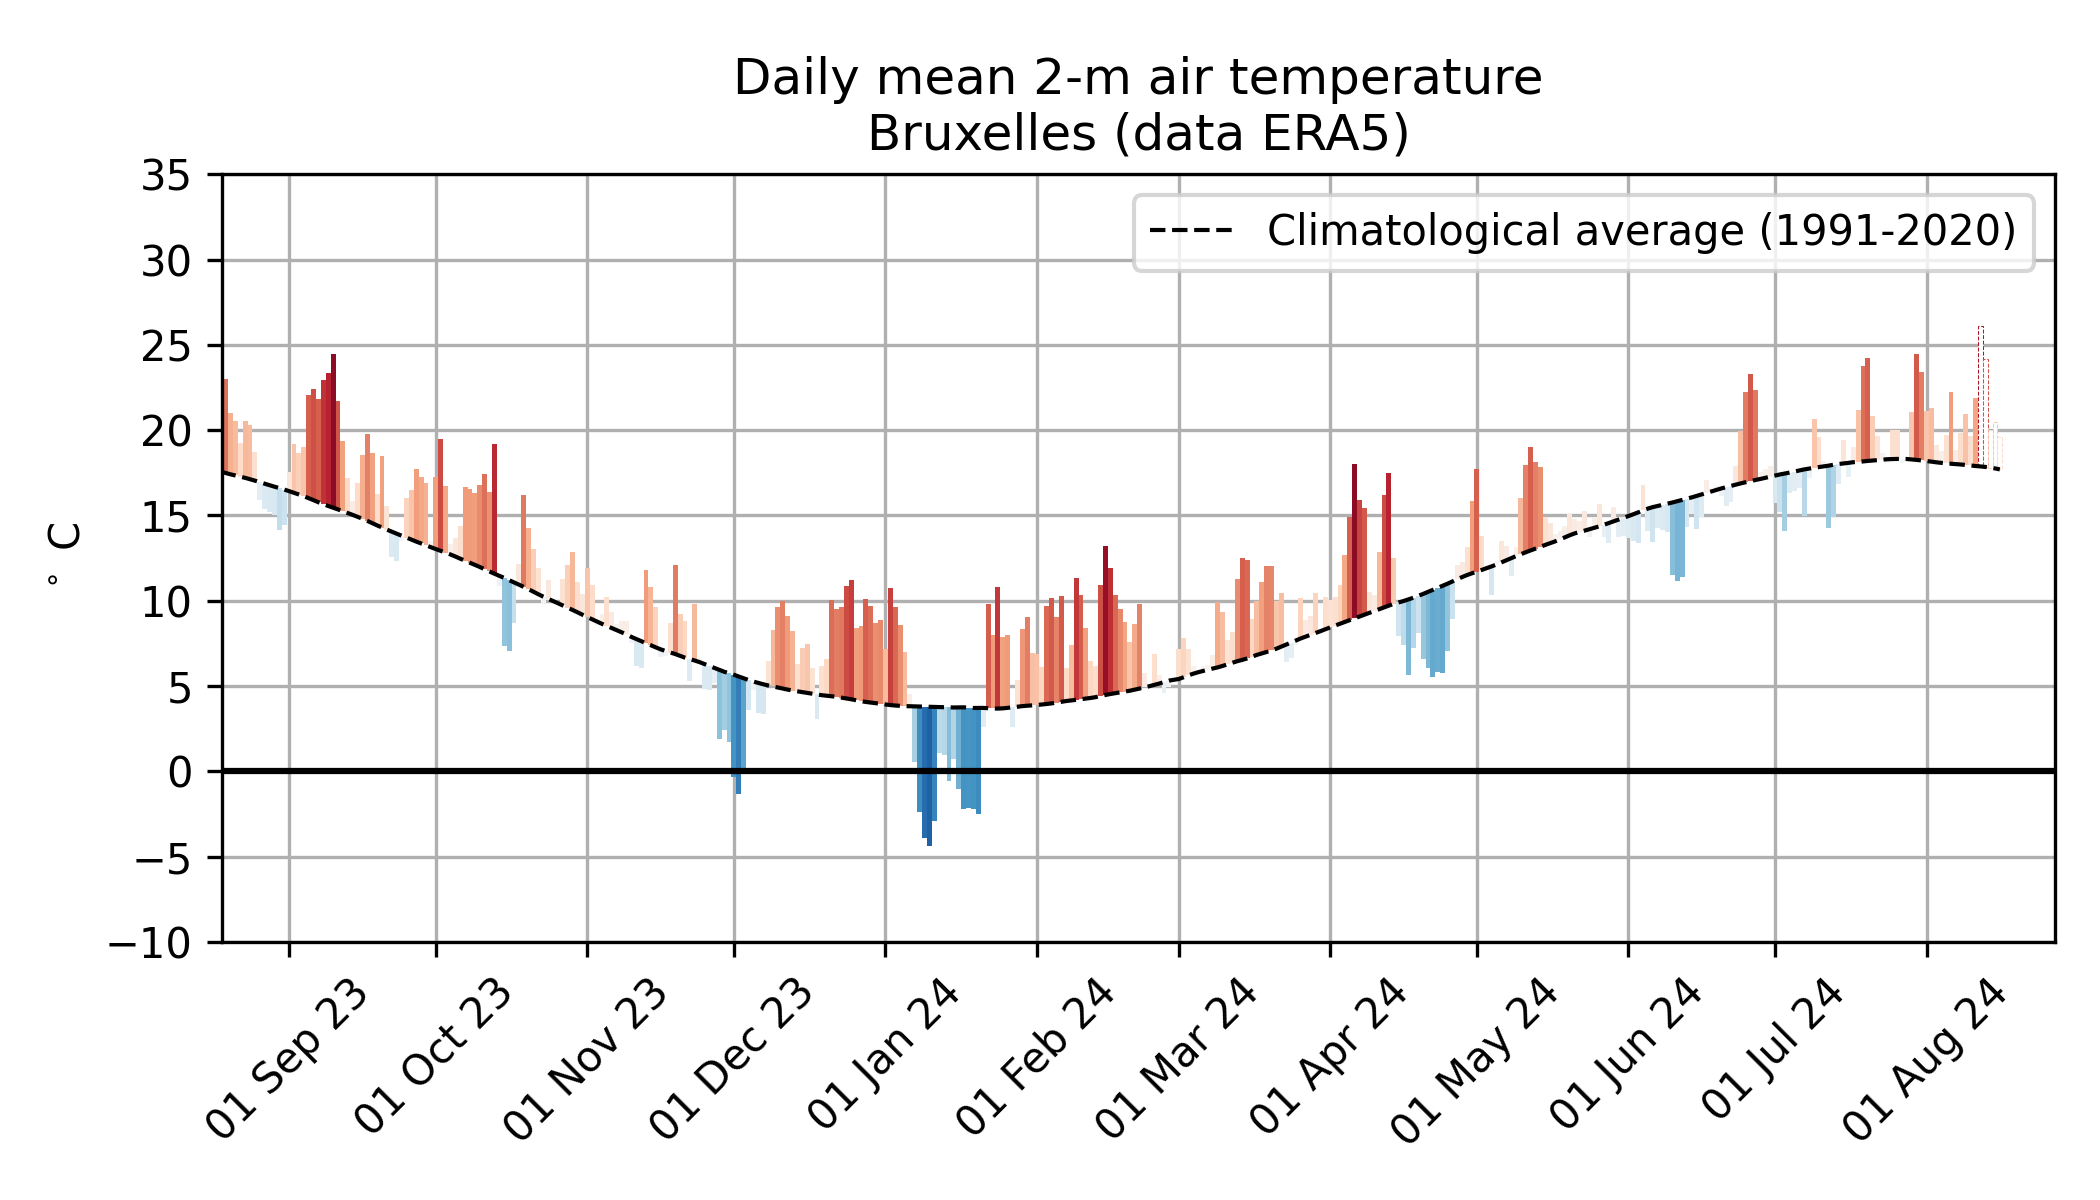 Daily mean 2-m air temperature
Bruxelles (data ERA5)
Climatological average (1991-2020)
° C
35
30
25
20
15
10
5
0
−5
−10
01 Sep 23
01 Oct 23
01 Nov 23
01 Dec 23
01 Jan 24
01 Feb 24
01 Mar 24
01 Apr 24
01 May 24
01 Jun 24
01 Jul 24
01 Aug 24